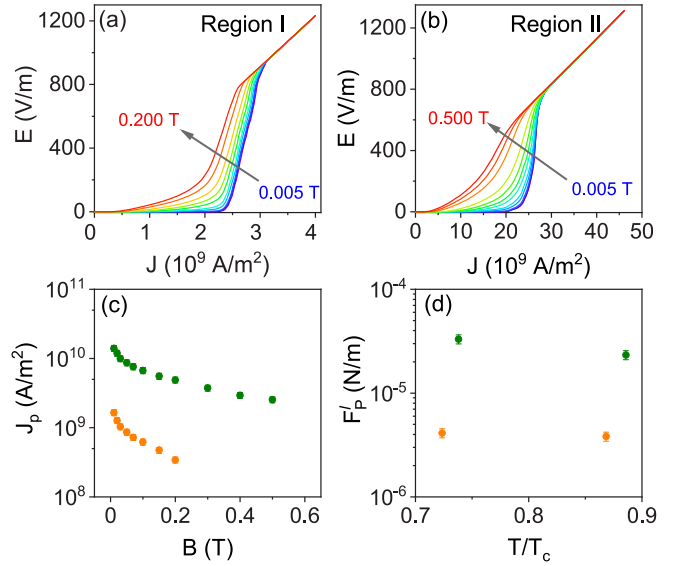 (a) Region I
1200
800
400
0
E (V/m)
0.200 T
0.005 T
0 1 2 3 4
J (10⁹ A/m²)
(b) Region II
1200
800
400
0
E (V/m)
0.500 T
0.005 T
0 10 20 30 40 50
J (10⁹ A/m²)
(c)
10¹¹
10¹⁰
10⁹
10⁸
Jₚ (A/m²)
0 0.2 0.4 0.6
B (T)
(d)
10⁻⁴
10⁻⁵
10⁻⁶
F_P^/ (N/m)
0.7 0.8 0.9
T/T_c